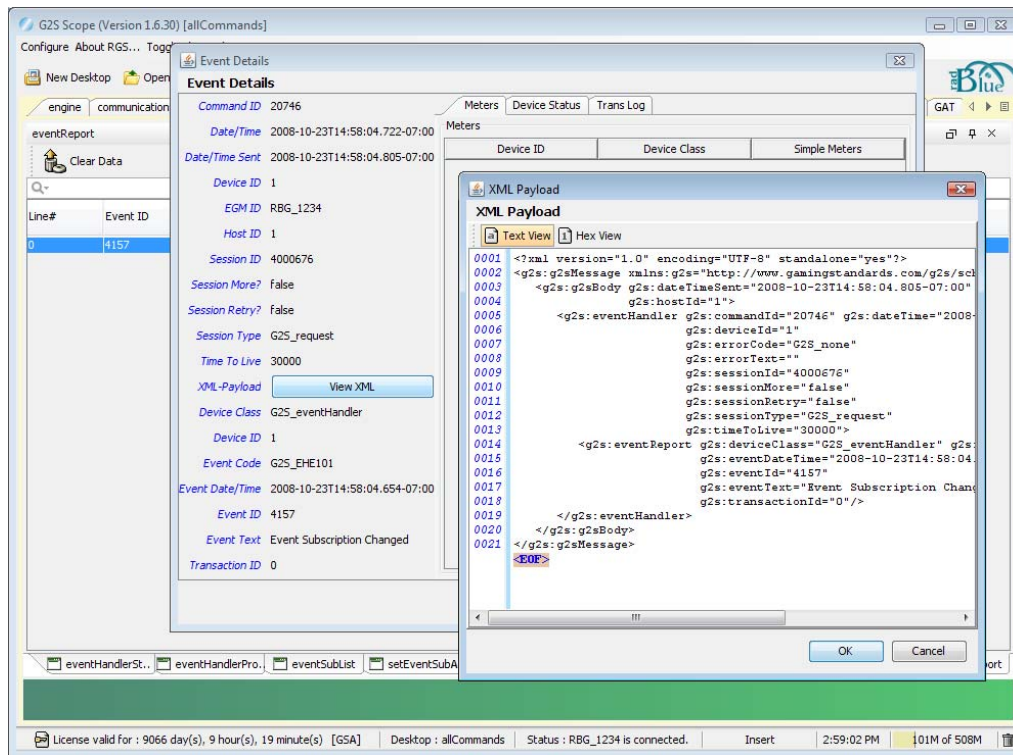 G2S Scope (Version 1.6.30) [allCommands]
Configure About RGS... Togg
New Desktop Open
rad Blue
engine communication GAT
eventReport
Clear Data
Line# Event ID
0 4157
Event Details
Event Details
Command ID 20746
Date/Time 2008-10-23T14:58:04.722-07:00
Date/Time Sent 2008-10-23T14:58:04.805-07:00
Device ID 1
EGM ID RBG_1234
Host ID 1
Session ID 4000676
Session More? false
Session Retry? false
Session Type G2S_request
Time To Live 30000
XML-Payload View XML
Device Class G2S_eventHandler
Device ID 1
Event Code G2S_EHE101
Event Date/Time 2008-10-23T14:58:04.654-07:00
Event ID 4157
Event Text Event Subscription Changed
Transaction ID 0
Meters Device Status Trans Log
Meters
Device ID Device Class Simple Meters
XML Payload
XML Payload
Text View Hex View
0001 <?xml version="1.0" encoding="UTF-8" standalone="yes"?>
0002 <g2s:g2sMessage xmlns:g2s="http://www.gamingstandards.com/g2s/sch
0003 <g2s:g2sBody g2s:dateTimeSent="2008-10-23T14:58:04.805-07:00"
0004 g2s:hostId="1">
0005 <g2s:eventHandler g2s:commandId="20746" g2s:dateTime="2008-
0006 g2s:deviceId="1"
0007 g2s:errorCode="G2S_none"
0008 g2s:errorText=""
0009 g2s:sessionId="4000676"
0010 g2s:sessionMore="false"
0011 g2s:sessionRetry="false"
0012 g2s:sessionType="G2S_request"
0013 g2s:timeToLive="30000">
0014 <g2s:eventReport g2s:deviceClass="G2S_eventHandler" g2s:
0015 g2s:eventDateTime="2008-10-23T14:58:04.
0016 g2s:eventId="4157"
0017 g2s:eventText="Event Subscription Chang
0018 g2s:transactionId="0"/>
0019 </g2s:eventHandler>
0020 </g2s:g2sBody>
0021 </g2s:g2sMessage>
<EOF>
OK Cancel
eventHandlerSt.. eventHandlerPro.. eventSubList setEventSubA ort
License valid for : 9066 day(s), 9 hour(s), 19 minute(s) [GSA] Desktop : allCommands Status : RBG_1234 is connected. Insert 2:59:02 PM 101M of 508M